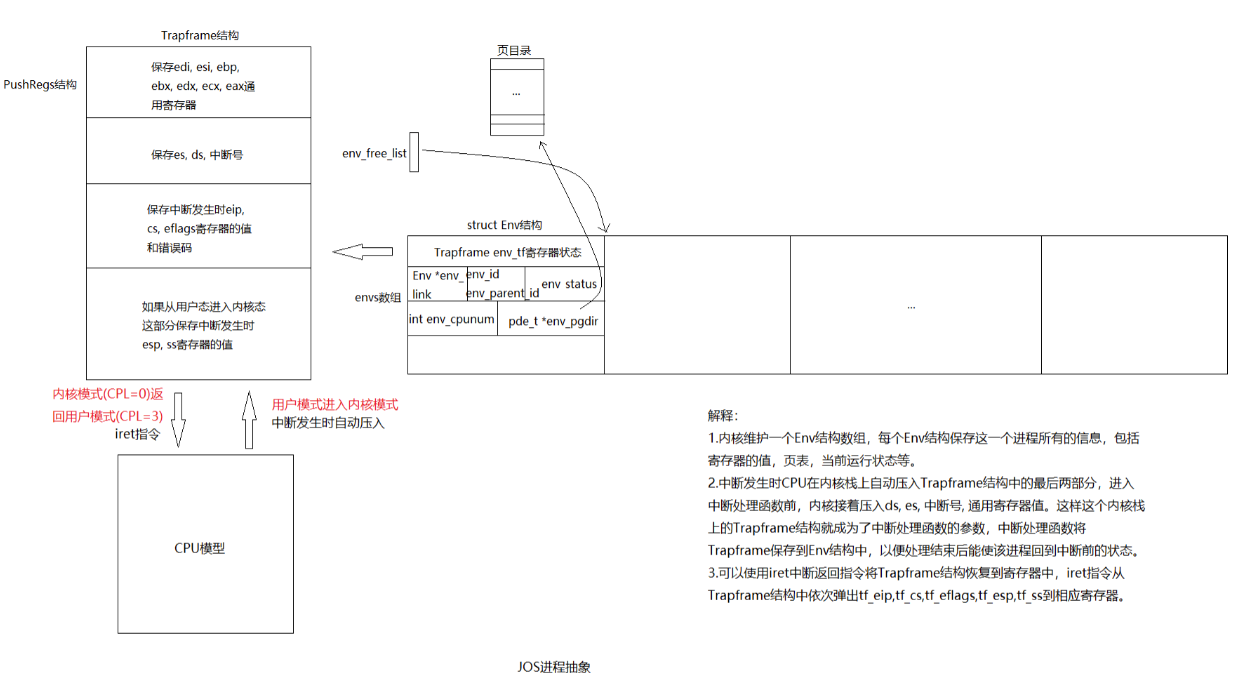 Trapframe结构
PushRegs结构
保存edi, esi, ebp,
ebx, edx, ecx, eax通
用寄存器
保存es, ds, 中断号
保存中断发生时eip,
cs, eflags寄存器的值
和错误码
如果从用户态进入内核态
这部分保存中断发生时
esp, ss寄存器的值
页目录
...
env_free_list
struct Env结构
Trapframe env_tf寄存器状态
Env *env_
link
env_id
env_parent_id
env status
envs数组
int env_cpunum
pde_t *env_pgdir
...
内核模式(CPL=0)返
回用户模式(CPL=3)
iret指令
用户模式进入内核模式
中断发生时自动压入
CPU模型
解释：
1.内核维护一个Env结构数组，每个Env结构保存这一个进程所有的信息，包括
寄存器的值，页表，当前运行状态等。
2.中断发生时CPU在内核栈上自动压入Trapframe结构中的最后两部分，进入
中断处理函数前，内核接着压入ds, es, 中断号, 通用寄存器值。这样这个内核栈
上的Trapframe结构就成为了中断处理函数的参数，中断处理函数将
Trapframe保存到Env结构中，以便处理结束后能使该进程回到中断前的状态。
3.可以使用iret中断返回指令将Trapframe结构恢复到寄存器中，iret指令从
Trapframe结构中依次弹出tf_eip,tf_cs,tf_eflags,tf_esp,tf_ss到相应寄存器。
JOS进程抽象